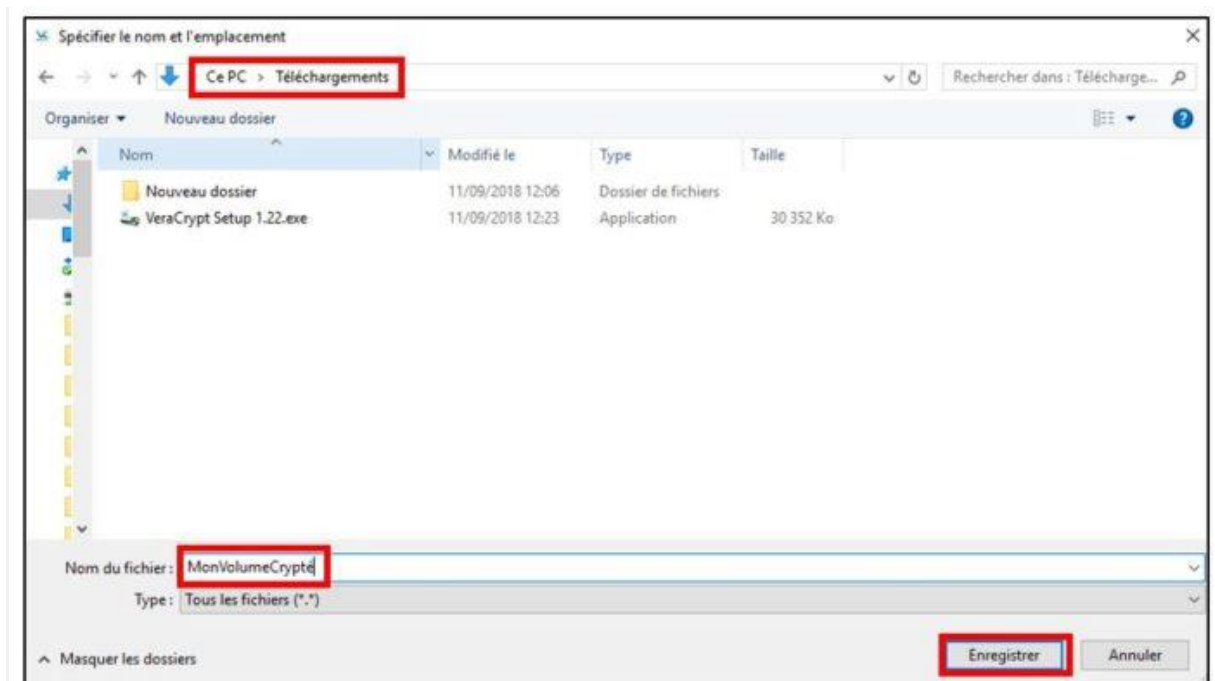 Spécifier le nom et l'emplacement
Ce PC > Téléchargements
Rechercher dans : Télécharge...
Organiser
Nouveau dossier
Nom Modifié le Type Taille
Nouveau dossier 11/09/2018 12:06 Dossier de fichiers
VeraCrypt Setup 1.22.exe 11/09/2018 12:23 Application 30 352 Ko
Nom du fichier : MonVolumeCrypté
Type : Tous les fichiers (*.*)
Masquer les dossiers
Enregistrer
Annuler